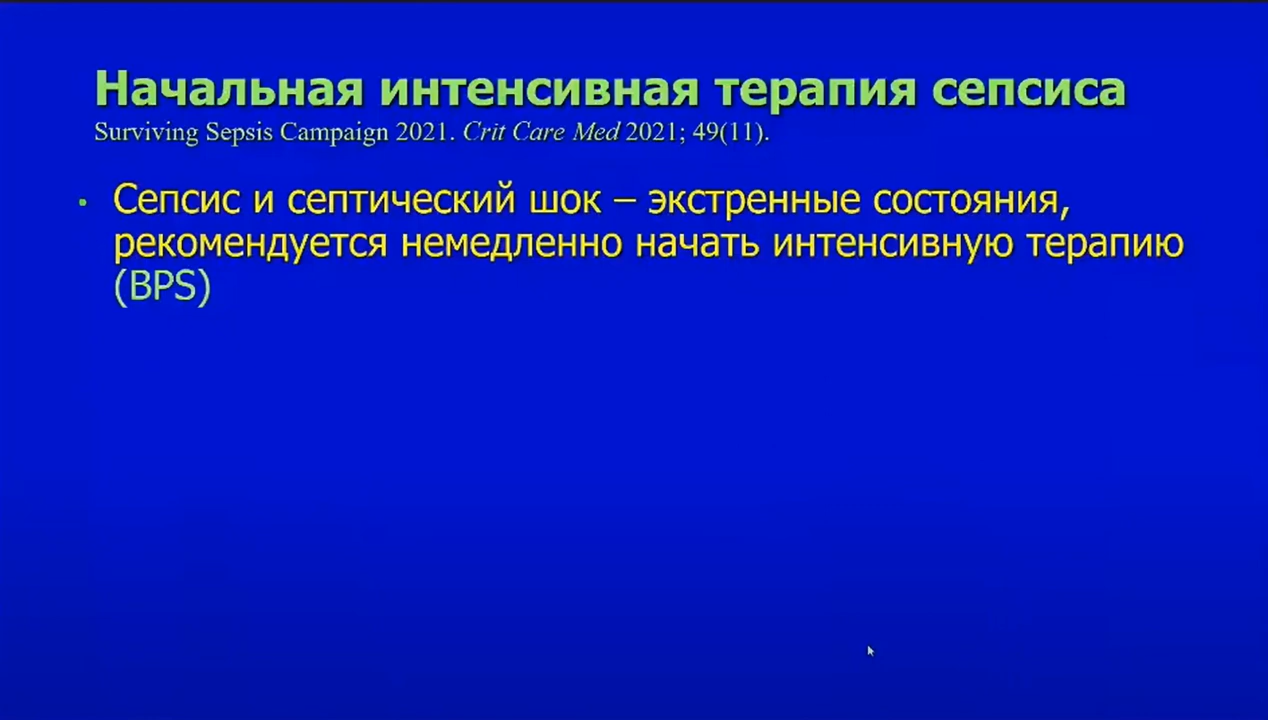 Начальная интенсивная терапия сепсиса
Surviving Sepsis Campaign 2021. Crit Care Med 2021; 49(11).
• Сепсис и септический шок – экстренные состояния,
рекомендуется немедленно начать интенсивную терапию
(BPS)